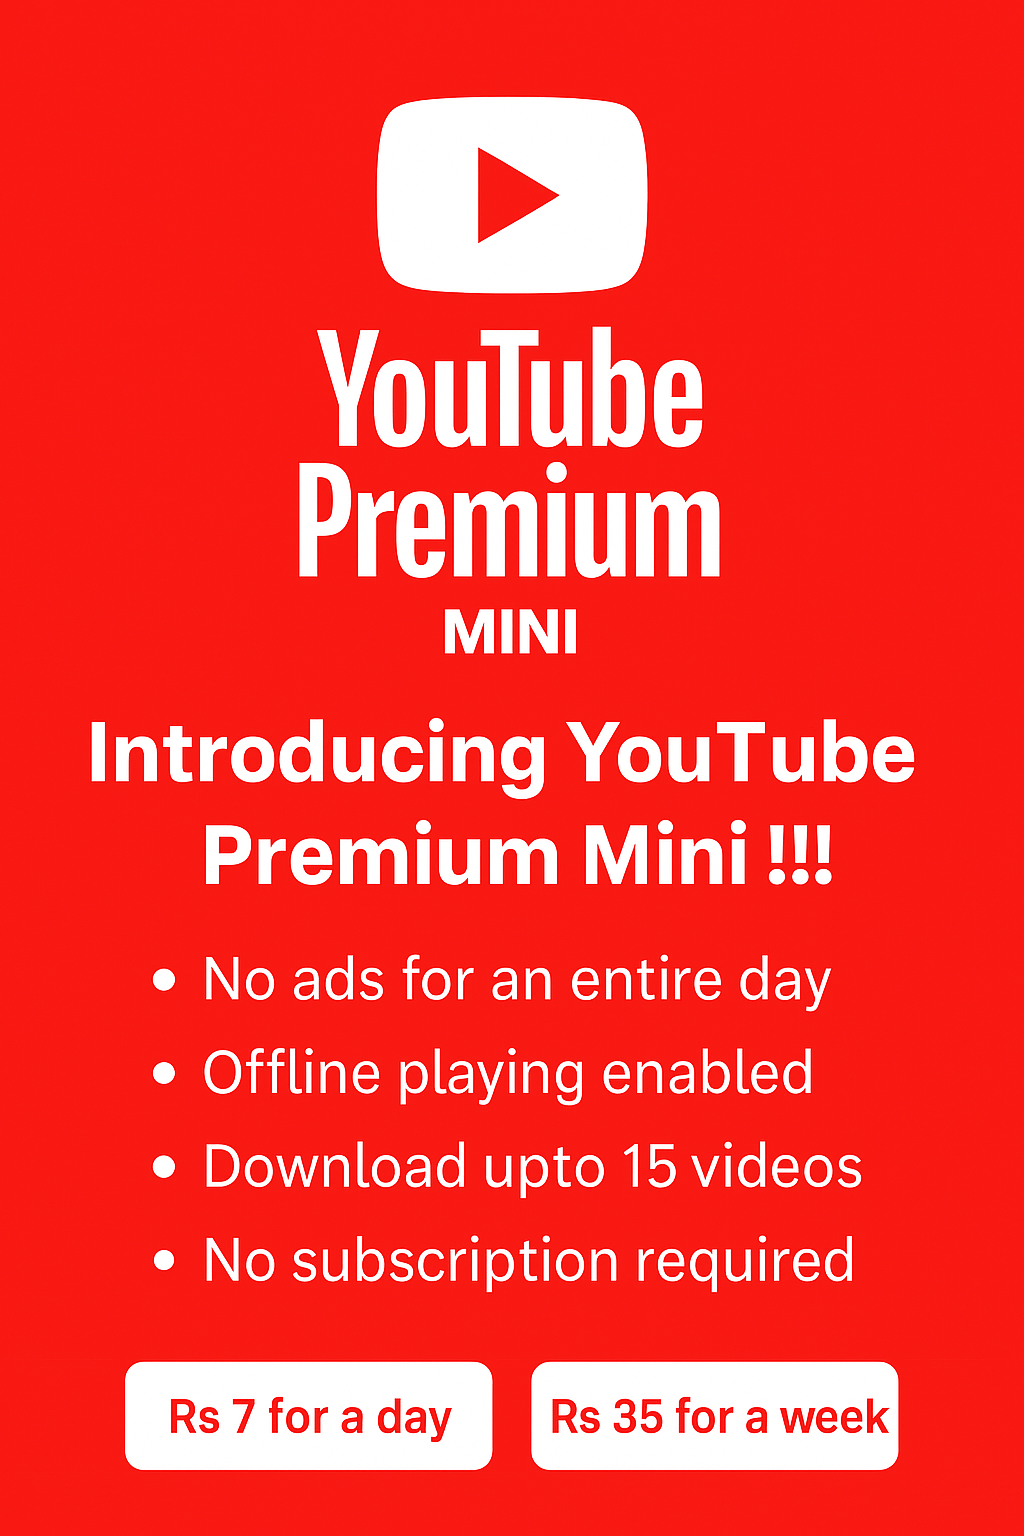 YouTube
Premium
MINI
Introducing YouTube
Premium Mini !!!
• No ads for an entire day
• Offline playing enabled
• Download upto 15 videos
• No subscription required
Rs 7 for a day
Rs 35 for a week